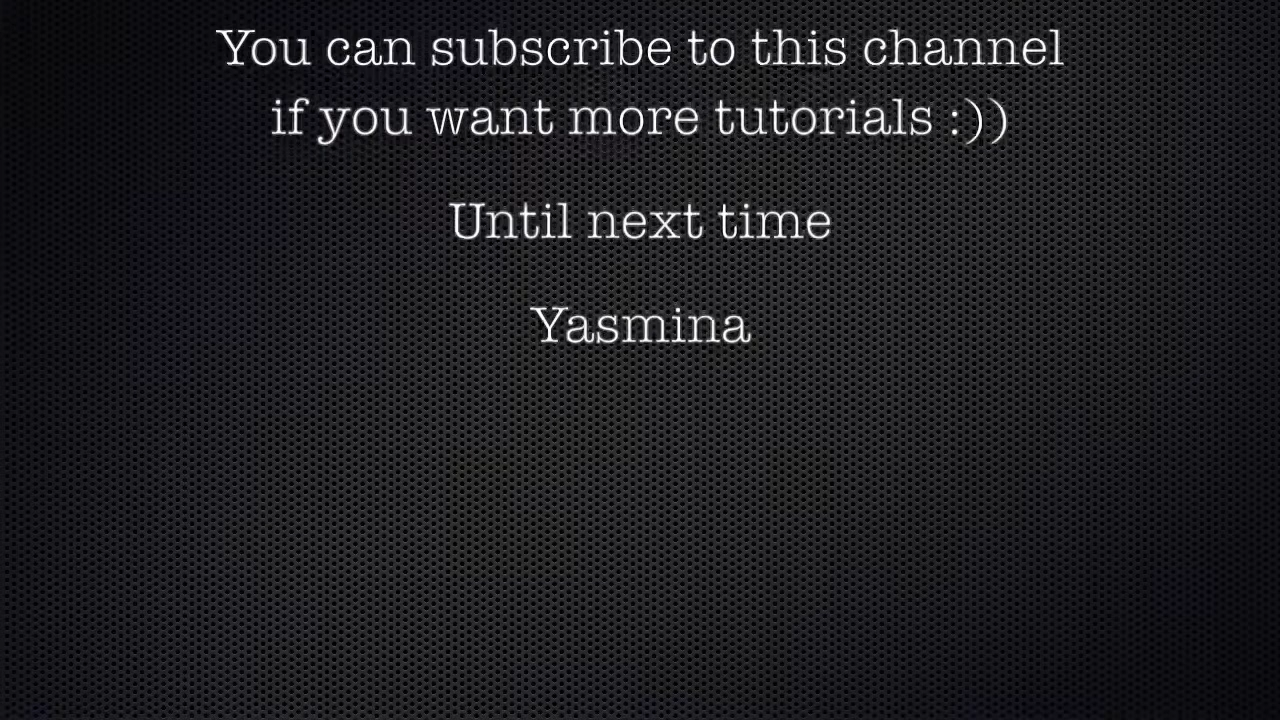 You can subscribe to this channel
if you want more tutorials :))
Until next time
Yasmina